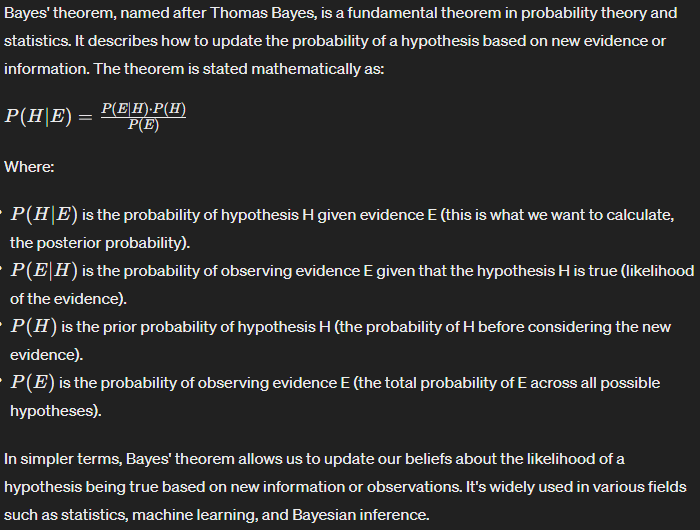 Bayes' theorem, named after Thomas Bayes, is a fundamental theorem in probability theory and
statistics. It describes how to update the probability of a hypothesis based on new evidence or
information. The theorem is stated mathematically as:
P(H|E) = P(E|H)·P(H) / P(E)
Where:
• P(H|E) is the probability of hypothesis H given evidence E (this is what we want to calculate,
the posterior probability).
• P(E|H) is the probability of observing evidence E given that the hypothesis H is true (likelihood
of the evidence).
• P(H) is the prior probability of hypothesis H (the probability of H before considering the new
evidence).
• P(E) is the probability of observing evidence E (the total probability of E across all possible
hypotheses).
In simpler terms, Bayes' theorem allows us to update our beliefs about the likelihood of a
hypothesis being true based on new information or observations. It's widely used in various fields
such as statistics, machine learning, and Bayesian inference.